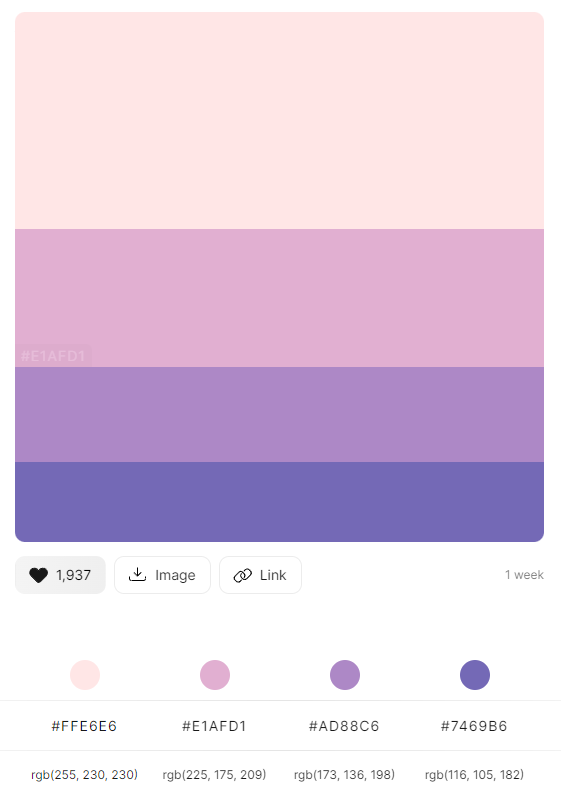 #E1AFD1
1,937
Image
Link
1 week
#FFE6E6
#E1AFD1
#AD88C6
#7469B6
rgb(255, 230, 230)
rgb(225, 175, 209)
rgb(173, 136, 198)
rgb(116, 105, 182)